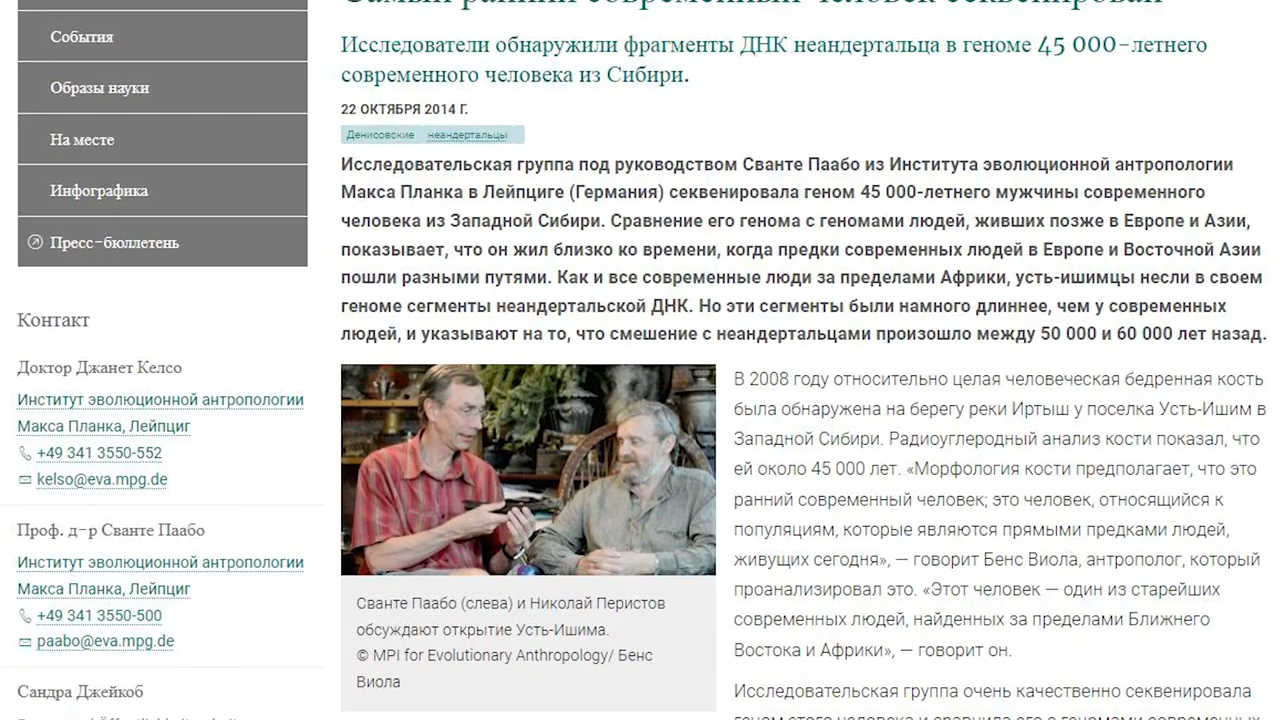 Самый ранний современный человек секвенирован
События
Образы науки
На месте
Инфографика
Пресс-бюллетень
Контакт
Доктор Джанет Келсо
Институт эволюционной антропологии
Макса Планка, Лейпциг
+49 341 3550-552
kelso@eva.mpg.de
Проф. д-р Сванте Паабо
Институт эволюционной антропологии
Макса Планка, Лейпциг
+49 341 3550-500
paabo@eva.mpg.de
Сандра Джейкоб
Исследователи обнаружили фрагменты ДНК неандертальца в геноме 45 000-летнего
современного человека из Сибири.
22 ОКТЯБРЯ 2014 Г.
Денисовские неандертальцы
Исследовательская группа под руководством Сванте Паабо из Института эволюционной антропологии
Макса Планка в Лейпциге (Германия) секвенировала геном 45 000-летнего мужчины современного
человека из Западной Сибири. Сравнение его генома с геномами людей, живших позже в Европе и Азии,
показывает, что он жил близко ко времени, когда предки современных людей в Европе и Восточной Азии
пошли разными путями. Как и все современные люди за пределами Африки, усть-ишимцы несли в своем
геноме сегменты неандертальской ДНК. Но эти сегменты были намного длиннее, чем у современных
людей, и указывают на то, что смешение с неандертальцами произошло между 50 000 и 60 000 лет назад.
Сванте Паабо (слева) и Николай Перистов
обсуждают открытие Усть-Ишима.
© MPI for Evolutionary Anthropology/ Бенс
Виола
В 2008 году относительно целая человеческая бедренная кость
была обнаружена на берегу реки Иртыш у поселка Усть-Ишим в
Западной Сибири. Радиоуглеродный анализ кости показал, что
ей около 45 000 лет. «Морфология кости предполагает, что это
ранний современный человек; это человек, относящийся к
популяциям, которые являются прямыми предками людей,
живущих сегодня», — говорит Бенс Виола, антрополог, который
проанализировал это. «Этот человек — один из старейших
современных людей, найденных за пределами Ближнего
Востока и Африки», — говорит он.
Исследовательская группа очень качественно секвенировала
геном этого человека и сравнила его с геномами современных